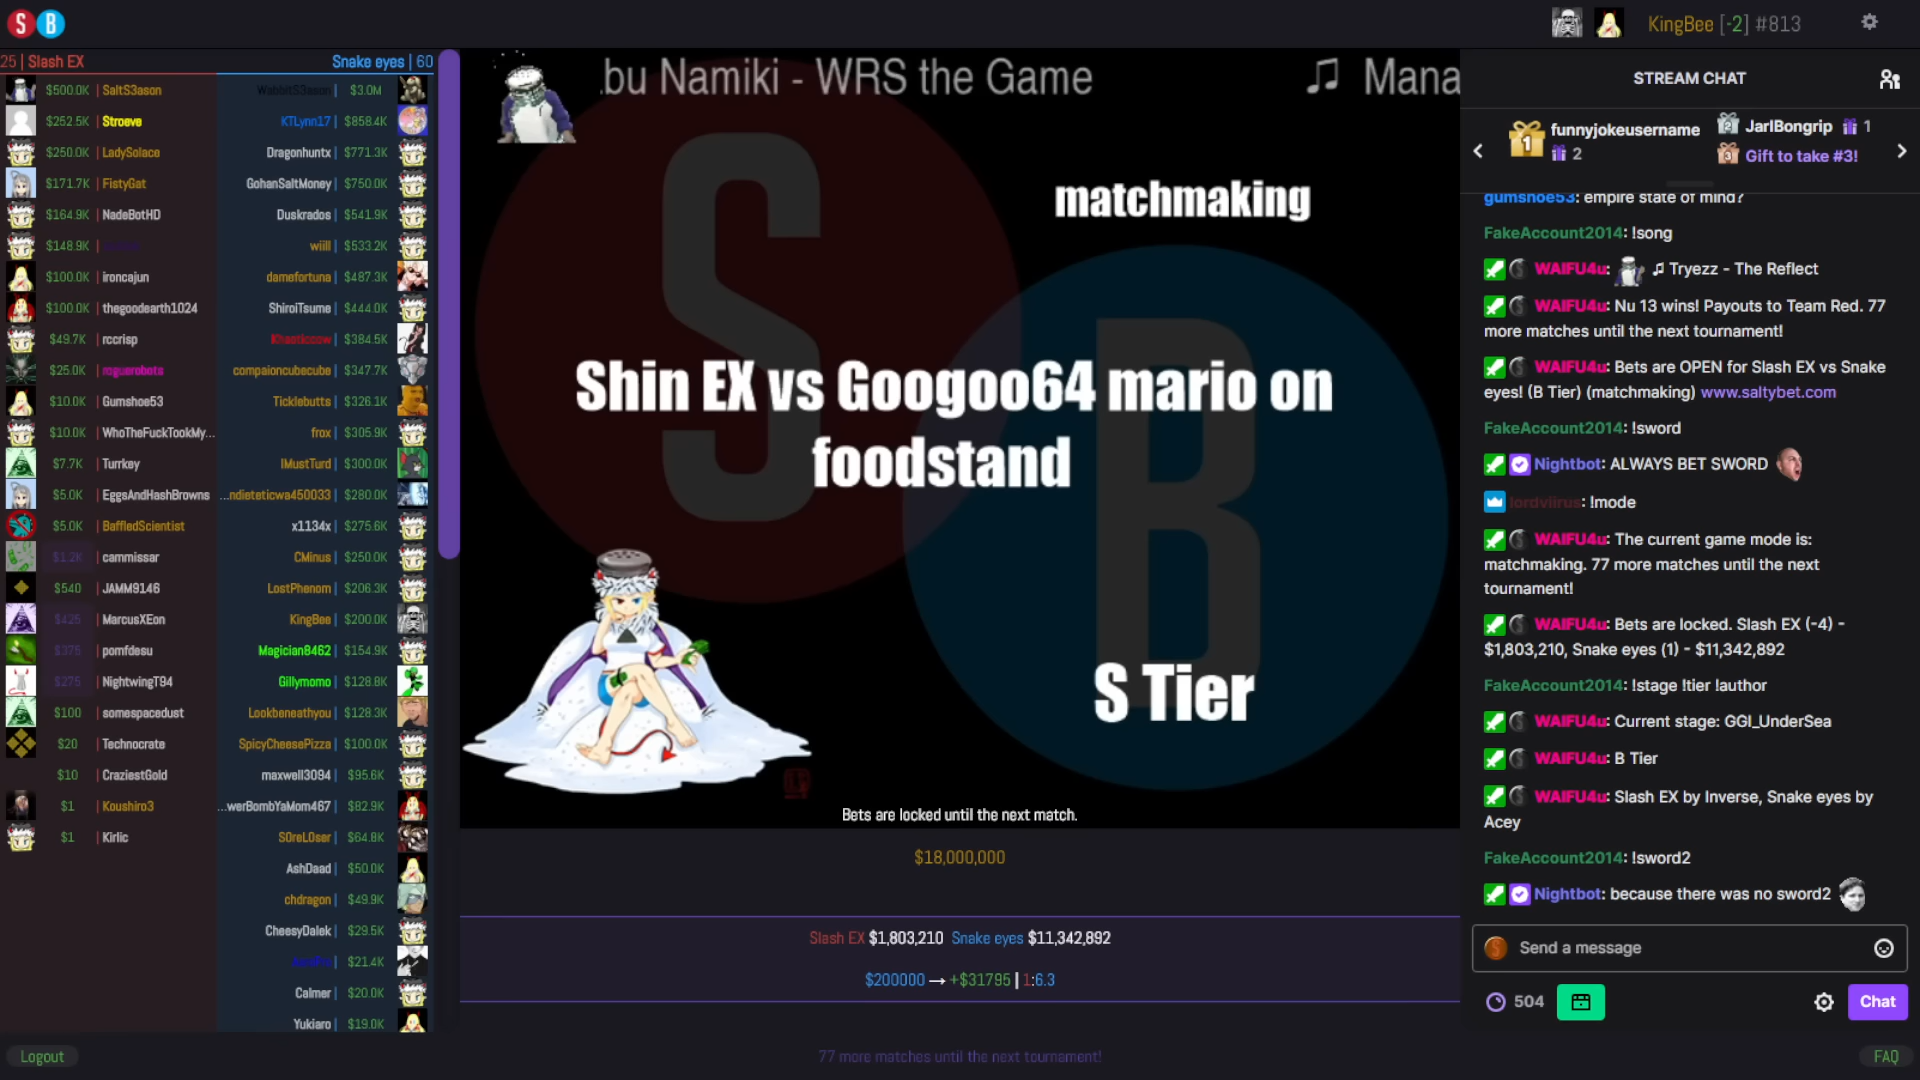 S B
KingBee [-2] #813
25 | Slash EX
Snake eyes | 60
$500.0K | SaltS3ason
$252.5K | Stroeve
$250.0K | LadySolace
$171.7K | FistyGat
$164.9K | NadeBotHD
$148.9K |
$100.0K | ironcajun
$100.0K | thegoodearth1024
$49.7K | rccrisp
$25.0K | roguerobots
$10.0K | Gumshoe53
$10.0K | WhoTheFuckTookMy...
$7.7K | Turrkey
$5.0K | EggsAndHashBrowns
$5.0K | BaffledScientist
$1.2K | cammissar
$540 | JAMM9146
$425 | MarcusXEon
$375 | pomfdesu
$275 | NightwingT94
$100 | somespacedust
$20 | Technocrate
$10 | CraziestGold
$1 | Koushiro3
$1 | Kirlic
WabbitS3ason | $3.0M
KTLynn17 | $858.4K
Dragonhuntx | $771.3K
GohanSaltMoney | $750.0K
Duskrados | $541.9K
wiill | $533.2K
damefortuna | $487.3K
ShiroiTsume | $444.0K
Khaoticcow | $384.5K
compaioncubecube | $347.7K
Ticklebutts | $326.1K
frox | $305.9K
IMustTurd | $300.0K
...ndieteticwa450033 | $280.0K
x1134x | $275.6K
CMinus | $250.0K
LostPhenom | $206.3K
KingBee | $200.0K
Magician8462 | $154.9K
Gillymomo | $128.8K
Lookbeneathyou | $128.3K
SpicyCheesePizza | $100.0K
maxwell3094 | $95.6K
...werBombYaMom467 | $82.9K
S0reL0ser | $64.8K
AshDaad | $50.0K
chdragon | $49.9K
CheesyDalek | $29.5K
| $21.4K
Calmer | $20.0K
Yukiaro | $19.0K
.bu Namiki - WRS the Game ♫ Mana
matchmaking
S
B
Shin EX vs Googoo64 mario on
foodstand
S Tier
Bets are locked until the next match.
$18,000,000
Slash EX $1,803,210 Snake eyes $11,342,892
$200000 → +$31795 | 1:6.3
STREAM CHAT
1 funnyjokeusername
2
2 JarlBongrip 1
3 Gift to take #3!
gumshoe53: empire state of mind?
FakeAccount2014: !song
WAIFU4u: ♫ Tryezz - The Reflect
WAIFU4u: Nu 13 wins! Payouts to Team Red. 77
more matches until the next tournament!
WAIFU4u: Bets are OPEN for Slash EX vs Snake
eyes! (B Tier) (matchmaking) www.saltybet.com
FakeAccount2014: !sword
Nightbot: ALWAYS BET SWORD
lordviirus: !mode
WAIFU4u: The current game mode is:
matchmaking. 77 more matches until the next
tournament!
WAIFU4u: Bets are locked. Slash EX (-4) -
$1,803,210, Snake eyes (1) - $11,342,892
FakeAccount2014: !stage !tier !author
WAIFU4u: Current stage: GGI_UnderSea
WAIFU4u: B Tier
WAIFU4u: Slash EX by Inverse, Snake eyes by
Acey
FakeAccount2014: !sword2
Nightbot: because there was no sword2
Send a message
504
Chat
Logout
77 more matches until the next tournament!
FAQ